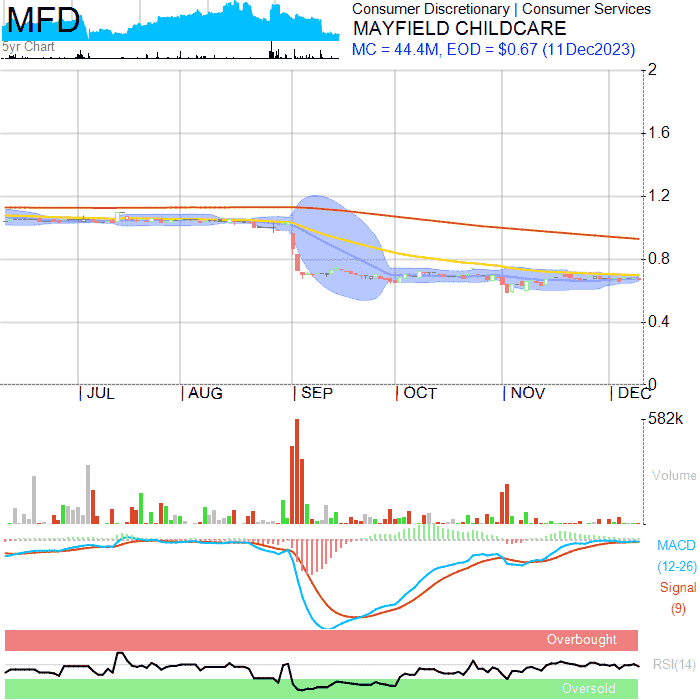 MFD
5yr Chart
Consumer Discretionary | Consumer Services
MAYFIELD CHILDCARE
MC = 44.4M, EOD = $0.67 (11Dec2023)
2
1.6
1.2
0.8
0.4
0
| JUL | AUG | SEP | OCT | NOV | DEC
582k
Volume
MACD
(12-26)
Signal
(9)
Overbought
RSI(14)
Oversold